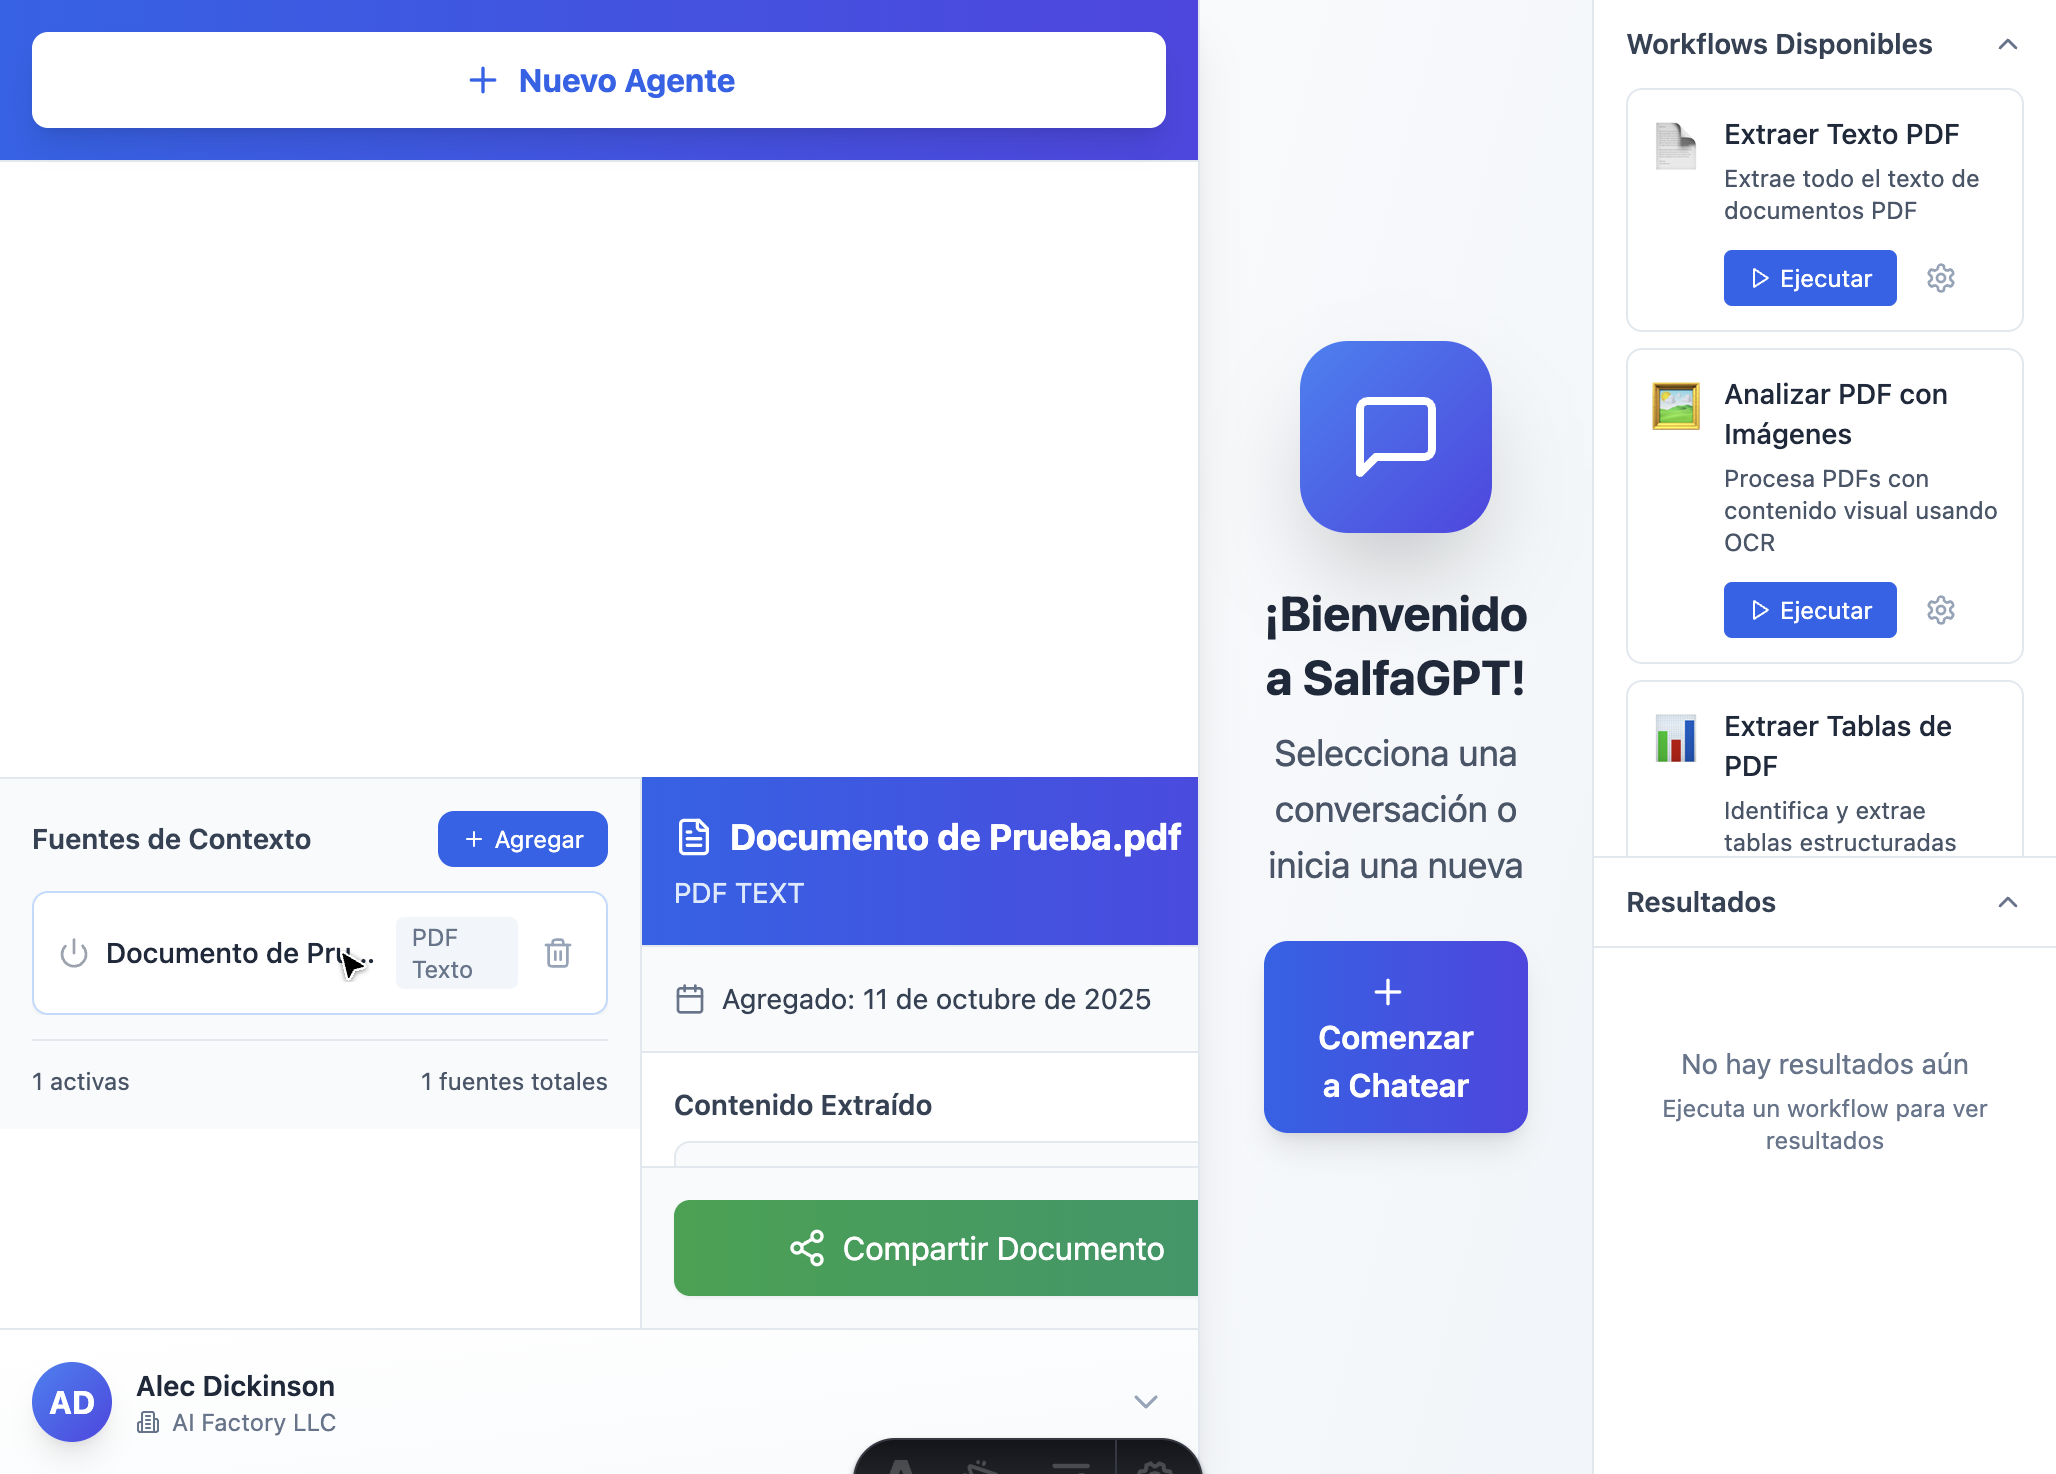 Nuevo Agente
Fuentes de Contexto
Agregar
Documento de Pru...
PDF
Texto
1 activas
1 fuentes totales
Documento de Prueba.pdf
PDF TEXT
Agregado: 11 de octubre de 2025
Contenido Extraído
Compartir Documento
AD
Alec Dickinson
AI Factory LLC
¡Bienvenido
a SalfaGPT!
Selecciona una
conversación o
inicia una nueva
Comenzar
a Chatear
Workflows Disponibles
Extraer Texto PDF
Extrae todo el texto de
documentos PDF
Ejecutar
Analizar PDF con
Imágenes
Procesa PDFs con
contenido visual usando
OCR
Ejecutar
Extraer Tablas de
PDF
Identifica y extrae
tablas estructuradas
Resultados
No hay resultados aún
Ejecuta un workflow para ver
resultados